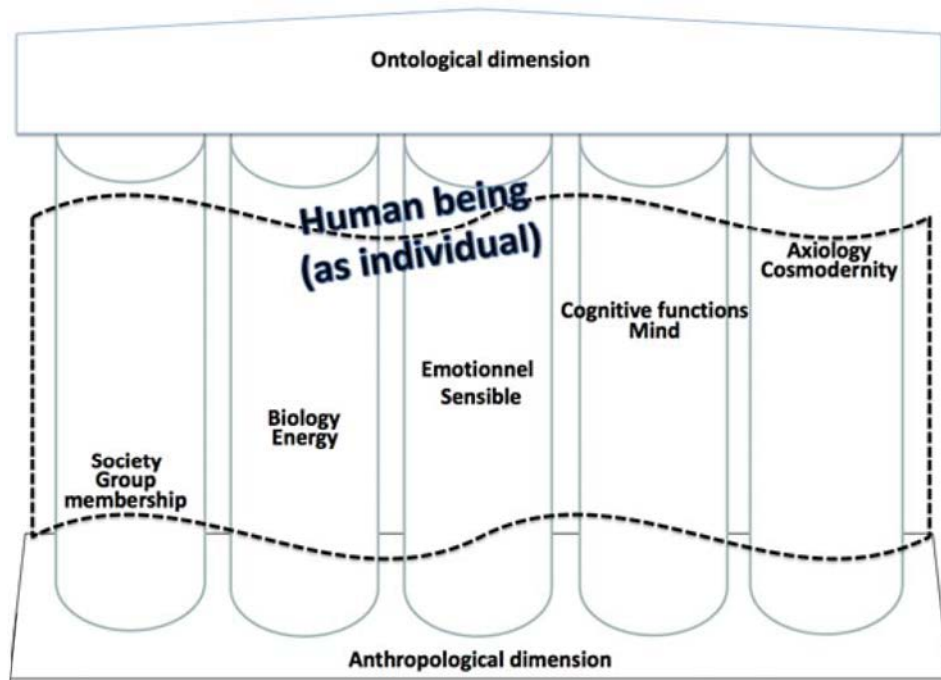 Ontological dimension
Human being
(as individual)
Axiology
Cosmodernity
Cognitive functions
Mind
Emotionnel
Sensible
Biology
Energy
Society
Group
membership
Anthropological dimension